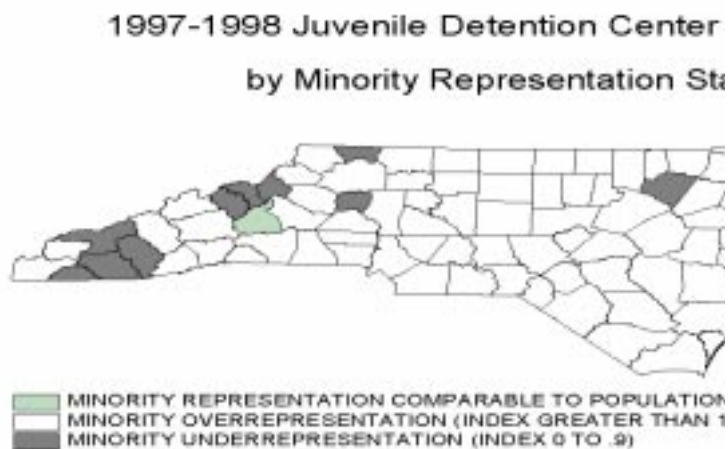 1997-1998 Juvenile Detention Center
by Minority Representation Sta
MINORITY REPRESENTATION COMPARABLE TO POPULATION
MINORITY OVERREPRESENTATION (INDEX GREATER THAN 1
MINORITY UNDERREPRESENTATION (INDEX 0 TO .9)